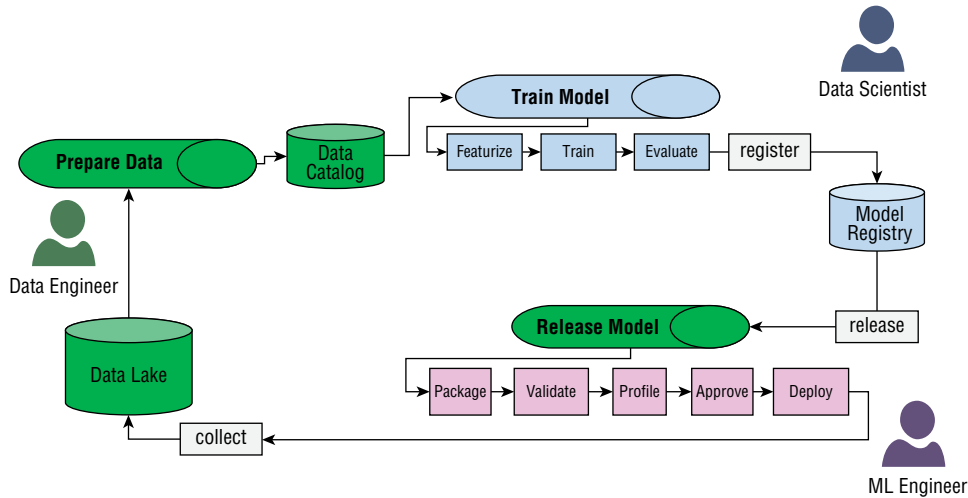 Data Scientist
Train Model
Prepare Data
Data
Catalog
Featurize
Train
Evaluate
register
Model
Registry
Data Engineer
Release Model
release
Data Lake
Package
Validate
Profile
Approve
Deploy
collect
ML Engineer